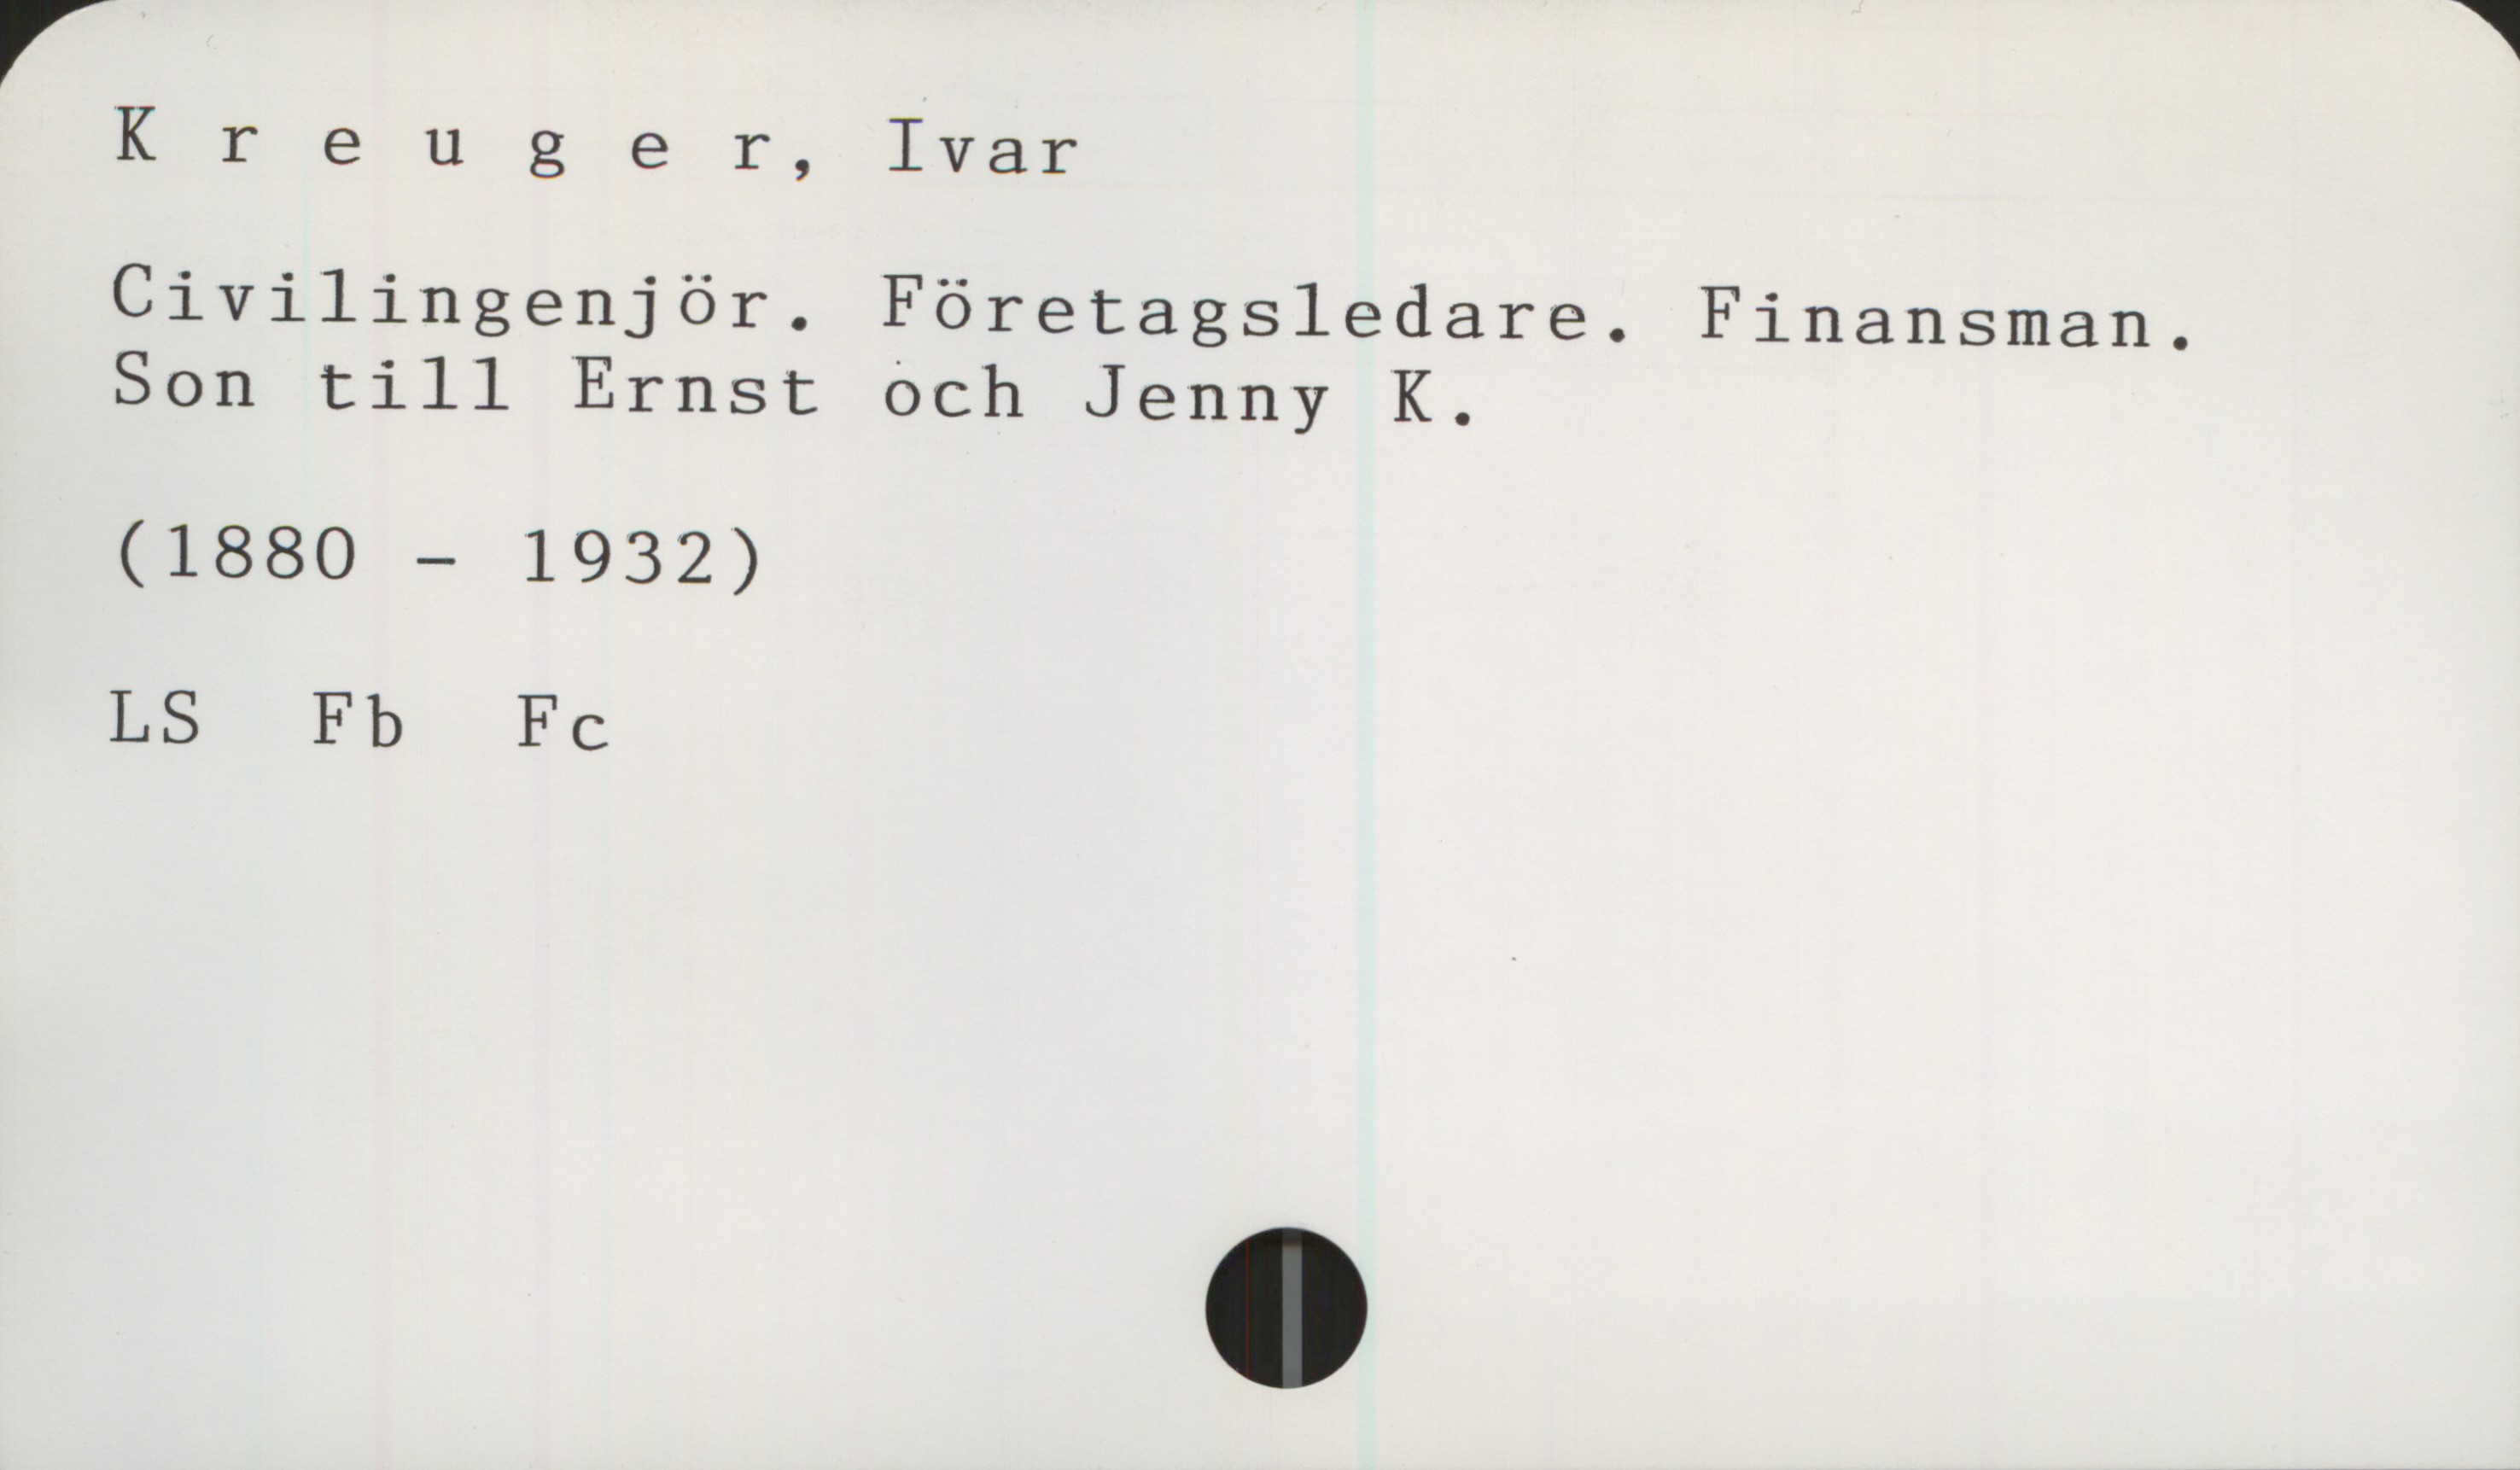 K r e u g e r, Ivar
Civilingenjör. Företagsledare. Finansman.
Son till Ernst och Jenny K.
(1880 - 1932)
LS Fb Fc